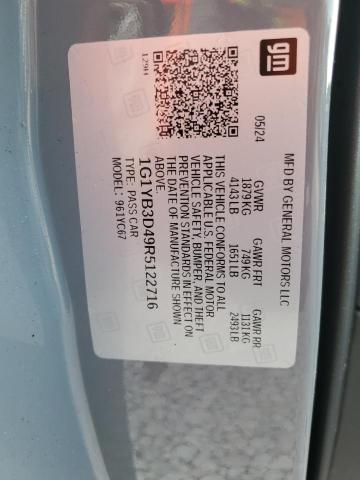 gm
MFD BY GENERAL MOTORS LLC
05/24 GVWR GAWR FRT GAWR RR
1879KG 749KG 1131KG
4143LB 1651LB 2493LB
THIS VEHICLE CONFORMS TO ALL
APPLICABLE U.S. FEDERAL MOTOR
VEHICLE SAFETY, BUMPER, AND THEFT
PREVENTION STANDARDS IN EFFECT ON
THE DATE OF MANUFACTURE SHOWN
ABOVE.
1G1YB3D49R5122716
TYPE: PASS CAR
MODEL: 961YC67
129H